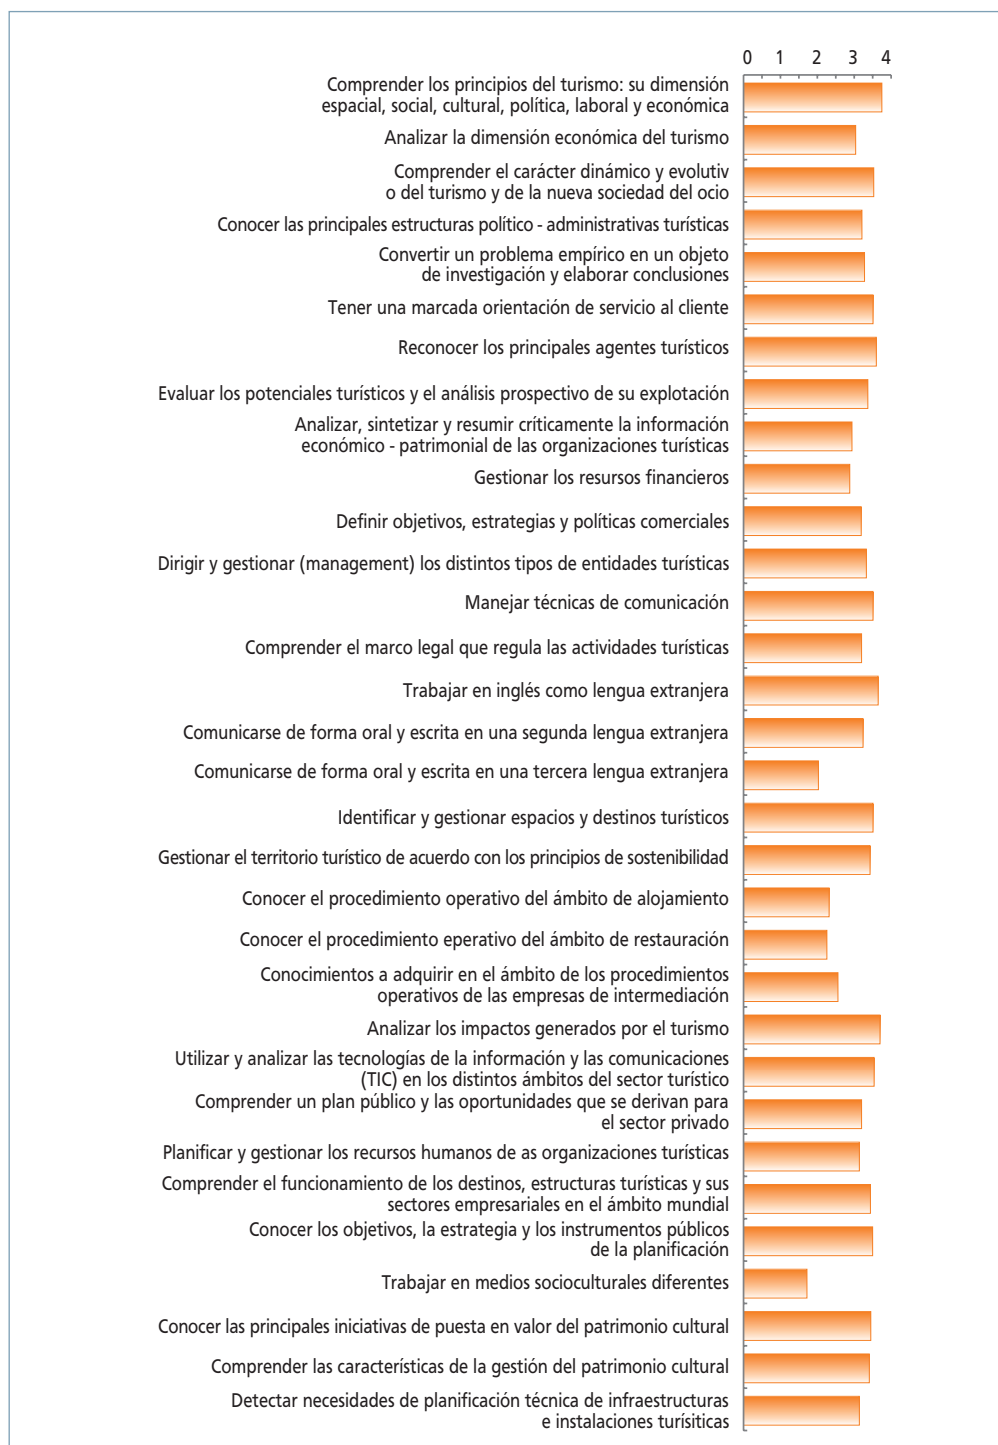 0 1 2 3 4
Comprender los principios del turismo: su dimensión
espacial, social, cultural, política, laboral y económica
Analizar la dimensión económica del turismo
Comprender el carácter dinámico y evolutiv
o del turismo y de la nueva sociedad del ocio
Conocer las principales estructuras político - administrativas turísticas
Convertir un problema empírico en un objeto
de investigación y elaborar conclusiones
Tener una marcada orientación de servicio al cliente
Reconocer los principales agentes turísticos
Evaluar los potenciales turísticos y el análisis prospectivo de su explotación
Analizar, sintetizar y resumir críticamente la información
económico - patrimonial de las organizaciones turísticas
Gestionar los resursos financieros
Definir objetivos, estrategias y políticas comerciales
Dirigir y gestionar (management) los distintos tipos de entidades turísticas
Manejar técnicas de comunicación
Comprender el marco legal que regula las actividades turísticas
Trabajar en inglés como lengua extranjera
Comunicarse de forma oral y escrita en una segunda lengua extranjera
Comunicarse de forma oral y escrita en una tercera lengua extranjera
Identificar y gestionar espacios y destinos turísticos
Gestionar el territorio turístico de acuerdo con los principios de sostenibilidad
Conocer el procedimiento operativo del ámbito de alojamiento
Conocer el procedimiento eperativo del ámbito de restauración
Conocimientos a adquirir en el ámbito de los procedimientos
operativos de las empresas de intermediación
Analizar los impactos generados por el turismo
Utilizar y analizar las tecnologías de la información y las comunicaciones
(TIC) en los distintos ámbitos del sector turístico
Comprender un plan público y las oportunidades que se derivan para
el sector privado
Planificar y gestionar los recursos humanos de as organizaciones turísticas
Comprender el funcionamiento de los destinos, estructuras turísticas y sus
sectores empresariales en el ámbito mundial
Conocer los objetivos, la estrategia y los instrumentos públicos
de la planificación
Trabajar en medios socioculturales diferentes
Conocer las principales iniciativas de puesta en valor del patrimonio cultural
Comprender las características de la gestión del patrimonio cultural
Detectar necesidades de planificación técnica de infraestructuras
e instalaciones turísiticas